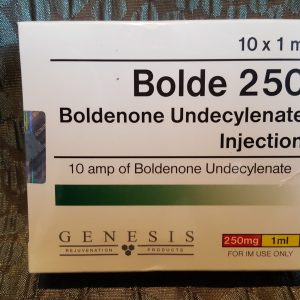 10 x 1 m
Bolde 250
Boldenone Undecylenate
Injection
10 amp of Boldenone Undecylenate
GENESIS
REJUVENATION PRODUCTS
250mg 1ml
FOR IM USE ONLY